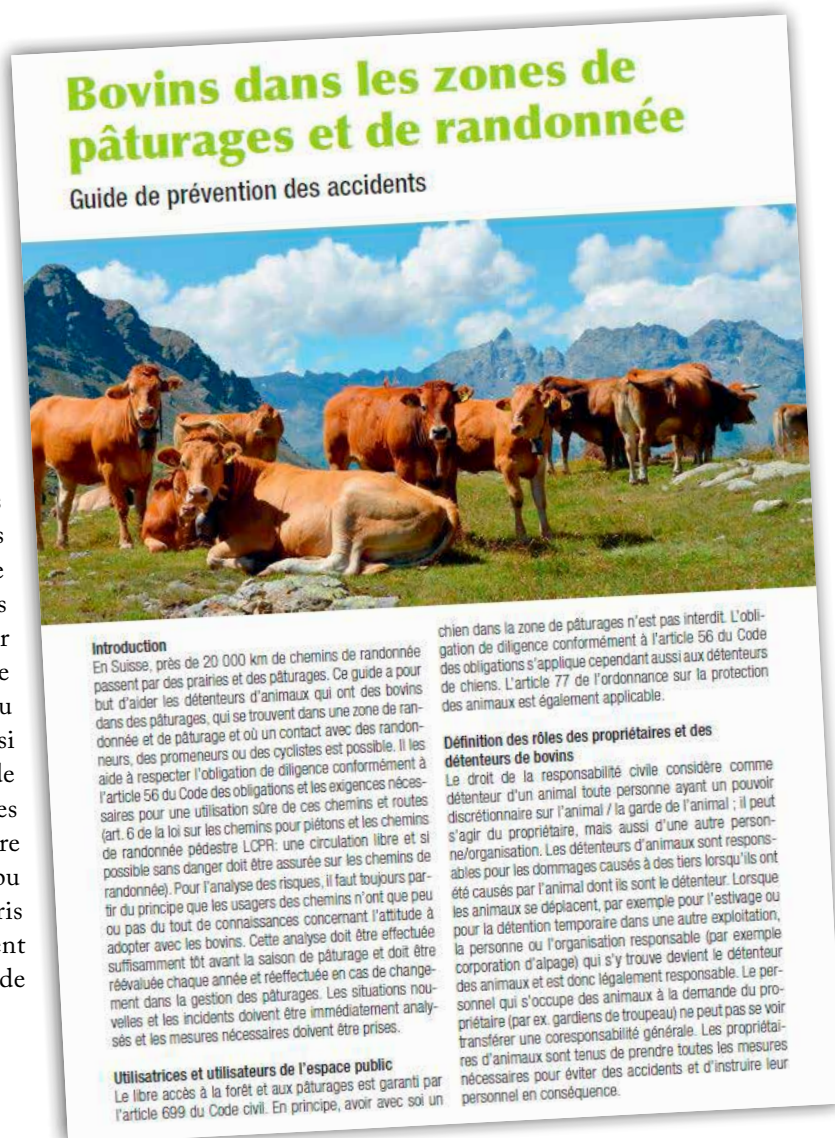 Bovins dans les zones de
pâturages et de randonnée
Guide de prévention des accidents
Introduction
En Suisse, près de 20 000 km de chemins de randonnée
passent par des prairies et des pâturages. Ce guide a pour
but d'aider les détenteurs d'animaux qui ont des bovins
dans des pâturages, qui se trouvent dans une zone de ran-
donnée et de pâturage et où un contact avec des randon-
neurs, des promeneurs ou des cyclistes est possible. Il les
aide à respecter l'obligation de diligence conformément à
l'article 56 du Code des obligations et les exigences néces-
saires pour une utilisation sûre de ces chemins et routes
(art. 6 de la loi sur les chemins pour piétons et les chemins
de randonnée pédestre LCPR: une circulation libre et si
possible sans danger doit être assurée sur les chemins de
randonnée). Pour l'analyse des risques, il faut toujours par-
tir du principe que les usagers des chemins n'ont que peu
ou pas du tout de connaissances concernant l'attitude à
adopter avec les bovins. Cette analyse doit être effectuée
suffisamment tôt avant la saison de pâturage et doit être
réévaluée chaque année et réeffectuée en cas de change-
ment dans la gestion des pâturages. Les situations nou-
velles et les incidents doivent être immédiatement analy-
sés et les mesures nécessaires doivent être prises.
Utilisatrices et utilisateurs de l'espace public
Le libre accès à la forêt et aux pâturages est garanti par
l'article 699 du Code civil. En principe, avoir avec soi un
chien dans la zone de pâturages n'est pas interdit. L'obli-
gation de diligence conformément à l'article 56 du Code
des obligations s'applique cependant aussi aux détenteurs
de chiens. L'article 77 de l'ordonnance sur la protection
des animaux est également applicable.
Définition des rôles des propriétaires et des
détenteurs de bovins
Le droit de la responsabilité civile considère comme
détenteur d'un animal toute personne ayant un pouvoir
discrétionnaire sur l'animal / la garde de l'animal ; il peut
s'agir du propriétaire, mais aussi d'une autre person-
ne/organisation. Les détenteurs d'animaux sont respons-
ables pour les dommages causés à des tiers lorsqu'ils ont
été causés par l'animal dont ils sont le détenteur. Lorsque
les animaux se déplacent, par exemple pour l'estivage ou
pour la détention temporaire dans une autre exploitation,
la personne ou l'organisation responsable (par exemple
corporation d'alpage) qui s'y trouve devient le détenteur
des animaux et est donc légalement responsable. Le per-
sonnel qui s'occupe des animaux à la demande du pro-
priétaire (par ex. gardiens de troupeau) ne peut pas se voir
transférer une coresponsabilité générale. Les propriétai-
res d'animaux sont tenus de prendre toutes les mesures
nécessaires pour éviter des accidents et d'instruire leur
personnel en conséquence.